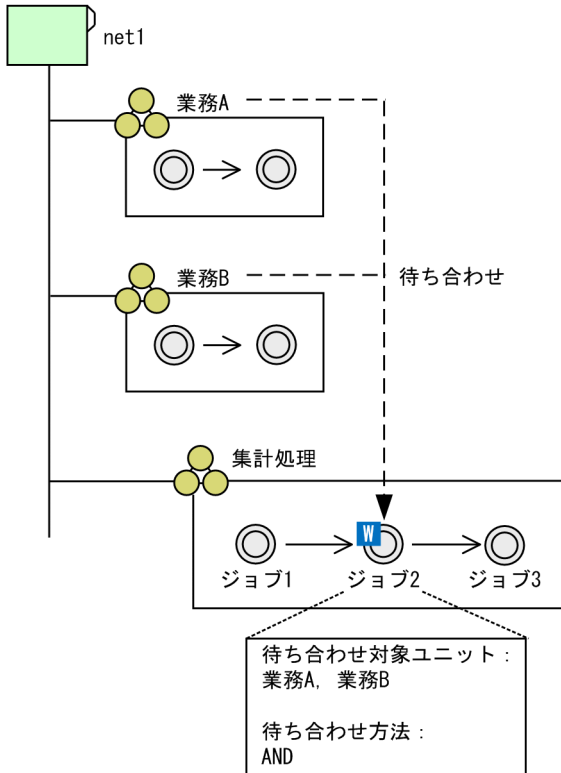 net1
業務A
業務B
待ち合わせ
集計処理
W
ジョブ1
ジョブ2
ジョブ3
待ち合わせ対象ユニット：
業務A，業務B
待ち合わせ方法：
AND